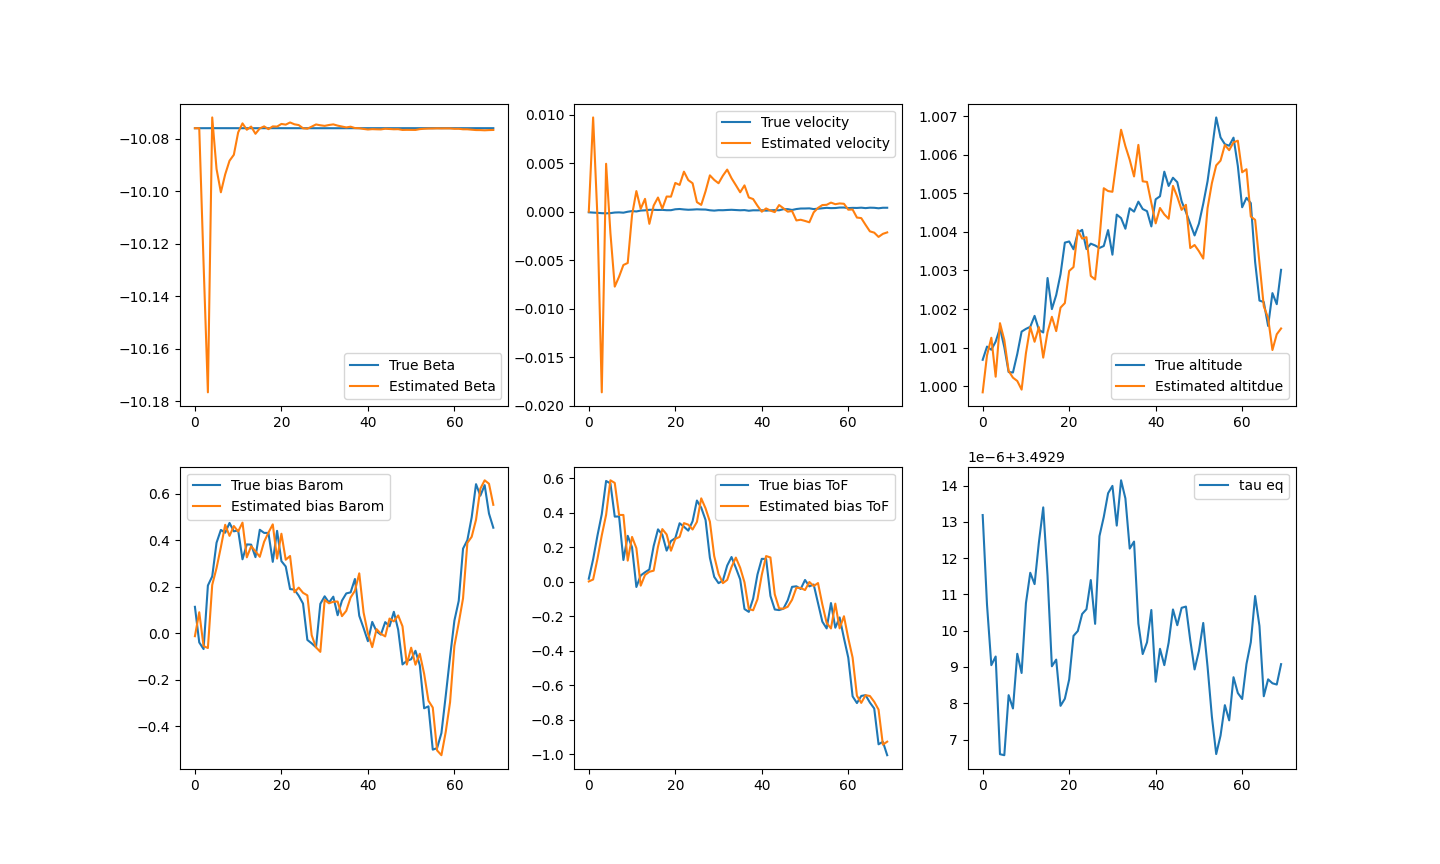 −10.08
−10.10
−10.12
−10.14
−10.16
−10.18
0 20 40 60
True Beta
Estimated Beta
0.010
0.005
0.000
−0.005
−0.010
−0.015
−0.020
0 20 40 60
True velocity
Estimated velocity
1.007
1.006
1.005
1.004
1.003
1.002
1.001
1.000
0 20 40 60
True altitude
Estimated altitdue
0.6
0.4
0.2
0.0
−0.2
−0.4
0 20 40 60
True bias Barom
Estimated bias Barom
0.6
0.4
0.2
0.0
−0.2
−0.4
−0.6
−0.8
−1.0
0 20 40 60
True bias ToF
Estimated bias ToF
1e−6+3.4929
14
13
12
11
10
9
8
7
0 20 40 60
tau eq